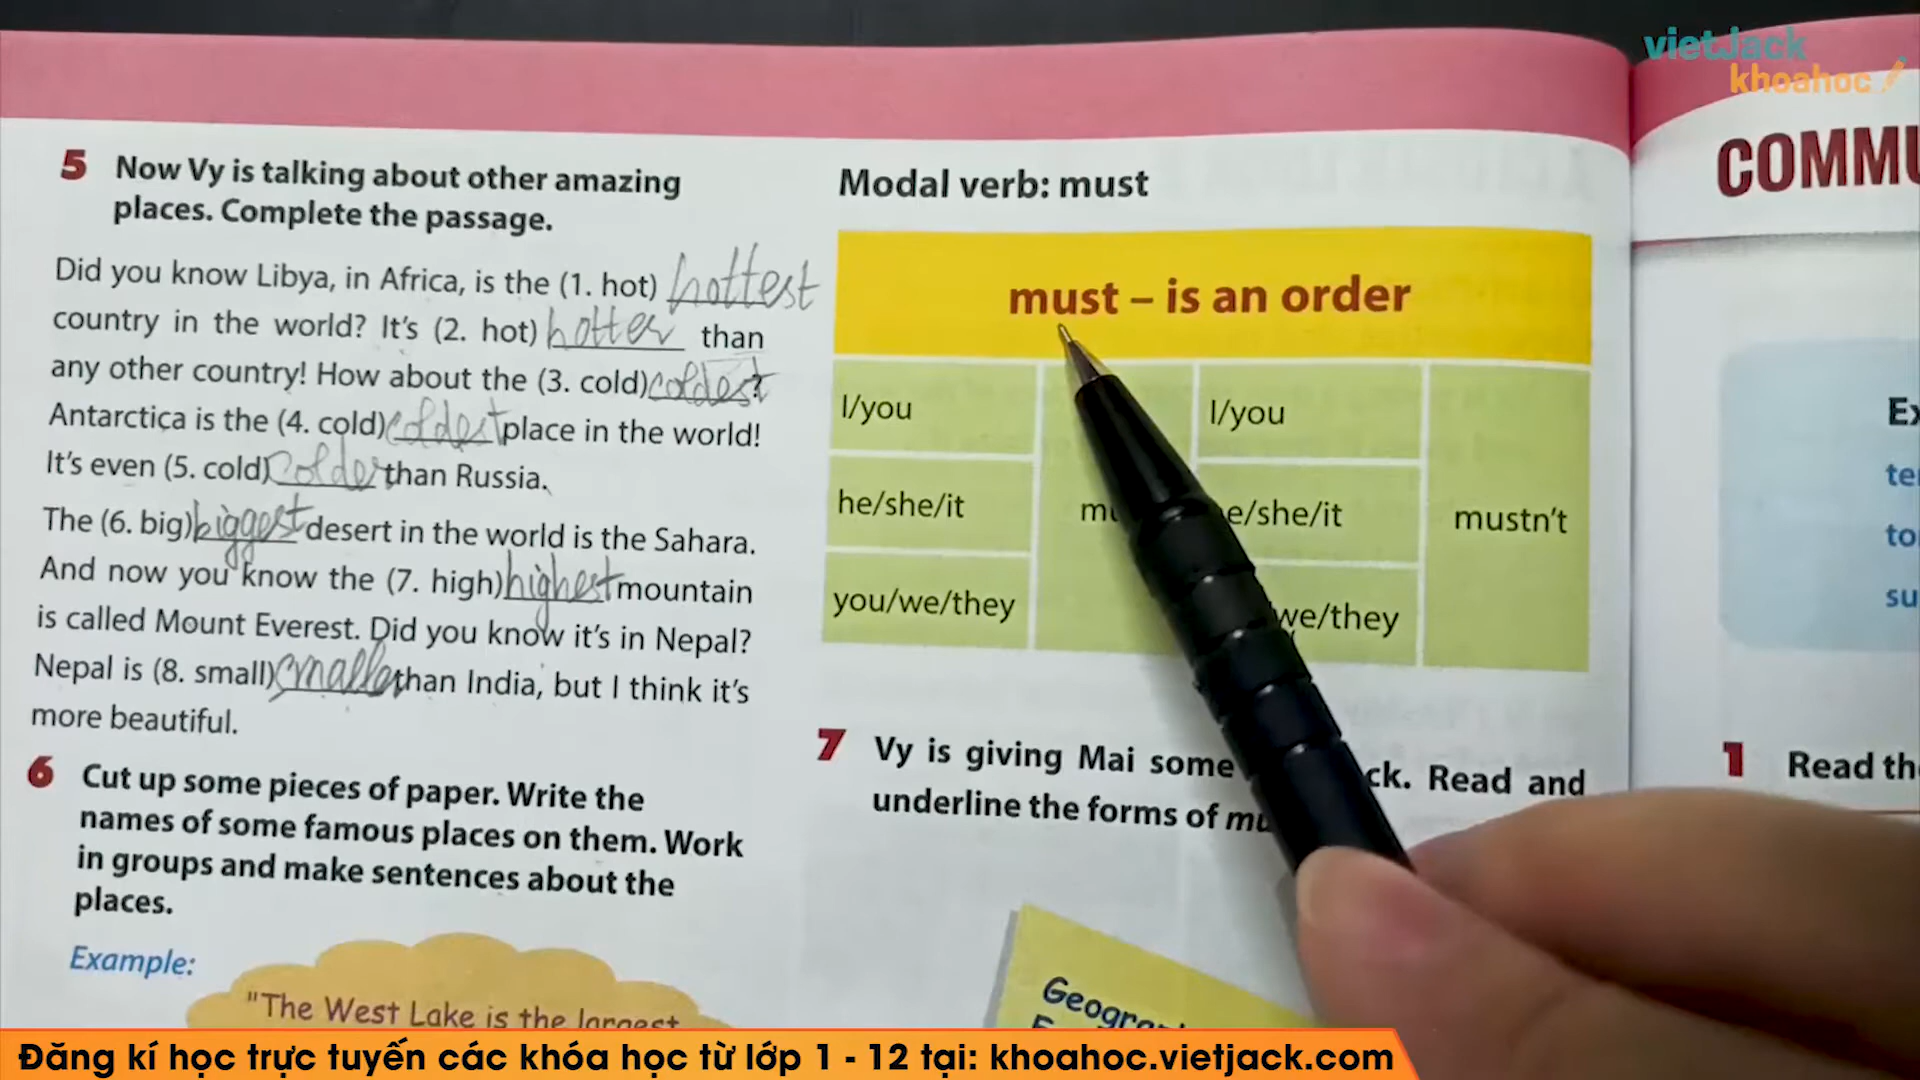 vietjack
khoahoc
5 Now Vy is talking about other amazing
places. Complete the passage.
Did you know Libya, in Africa, is the (1. hot) hottest
country in the world? It's (2. hot) hotter than
any other country! How about the (3. cold) coldest?
Antarctica is the (4. cold) coldest place in the world!
It's even (5. cold) colder than Russia.
The (6. big) biggest desert in the world is the Sahara.
And now you know the (7. high) highest mountain
is called Mount Everest. Did you know it's in Nepal?
Nepal is (8. small) smaller than India, but I think it's
more beautiful.
6 Cut up some pieces of paper. Write the
names of some famous places on them. Work
in groups and make sentences about the
places.
Example:
"The West Lake is the largest
Modal verb: must
must – is an order
I/you I/you
he/she/it e/she/it mustn't
you/we/they we/they
7 Vy is giving Mai some ck. Read and
underline the forms of mu
Geogra
COMMU
Ex
te
to
su
1 Read th
Đăng kí học trực tuyến các khóa học từ lớp 1 - 12 tại: khoahoc.vietjack.com